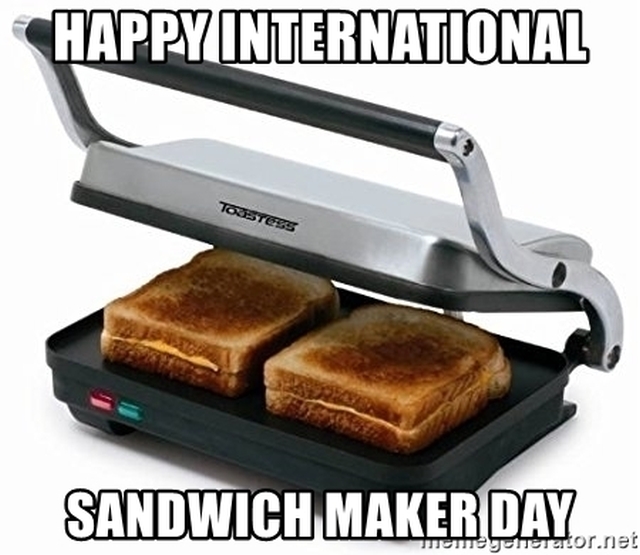 HAPPY INTERNATIONAL
TOASTESS
SANDWICH MAKER DAY
memegenerator.net